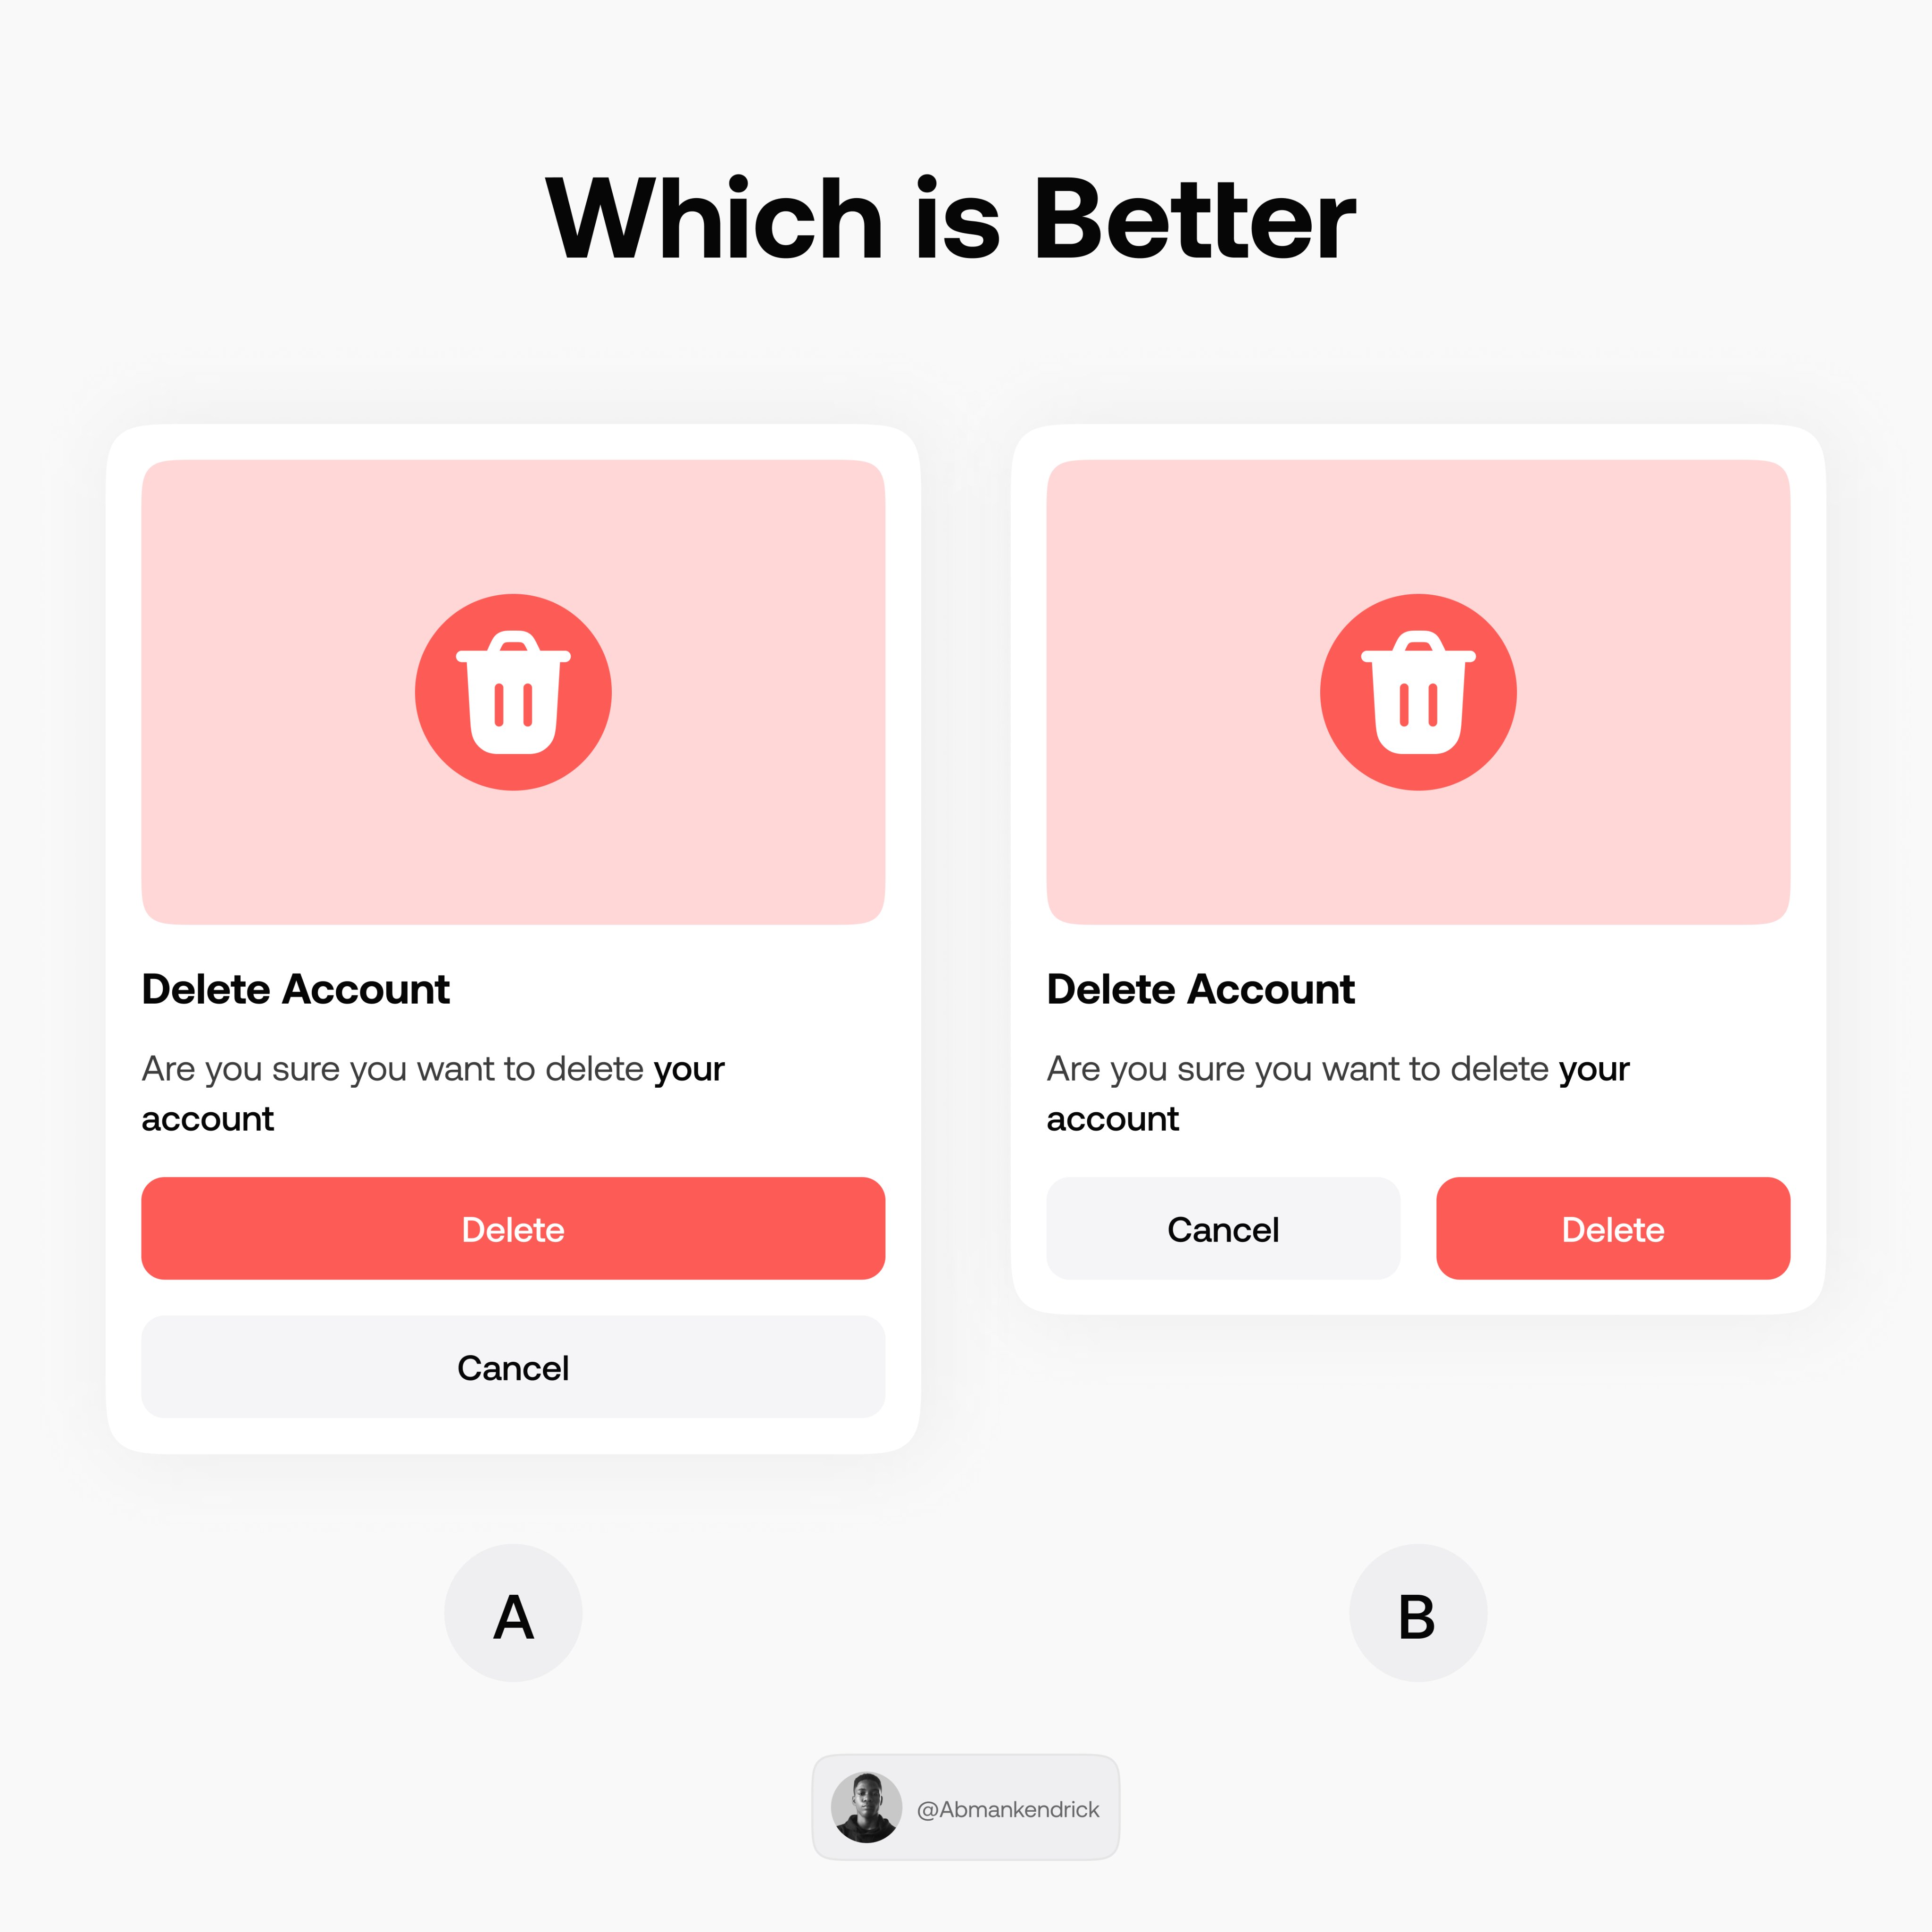 Which is Better
Delete Account
Are you sure you want to delete your
account
Delete
Cancel
A
Delete Account
Are you sure you want to delete your
account
Cancel Delete
B
@Abmankendrick